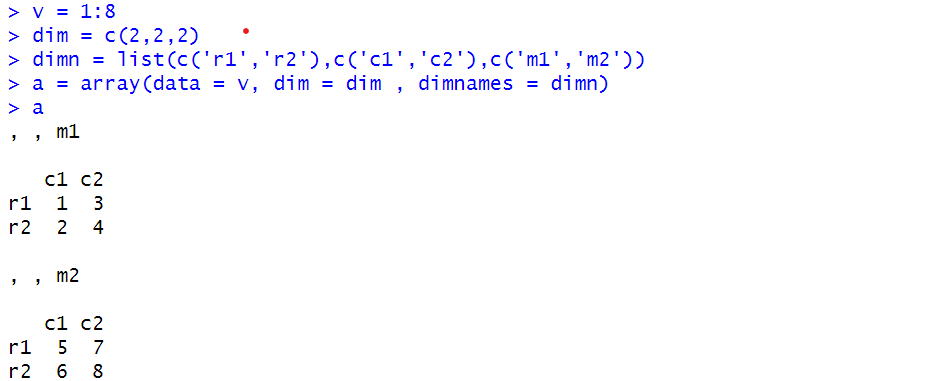 > v = 1:8
> dim = c(2,2,2)
> dimn = list(c('r1','r2'),c('c1','c2'),c('m1','m2'))
> a = array(data = v, dim = dim , dimnames = dimn)
> a
, , m1
   c1 c2
r1  1  3
r2  2  4
, , m2
   c1 c2
r1  5  7
r2  6  8